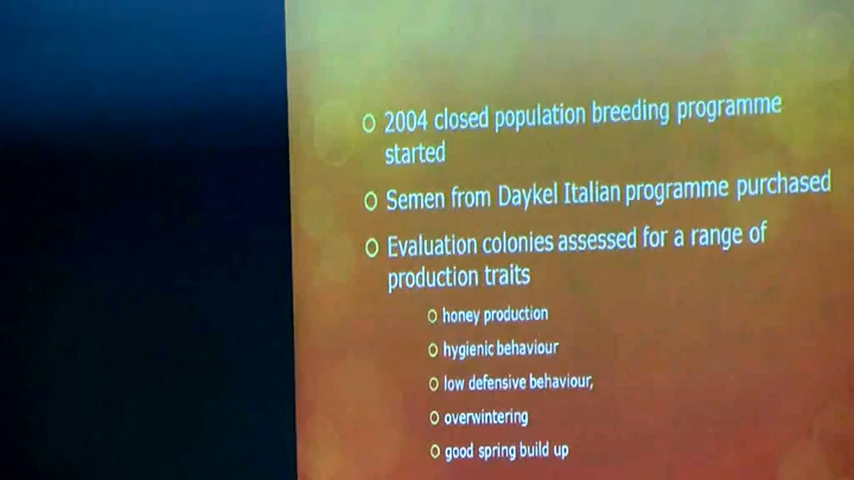 2004 closed population breeding programme
started
Semen from Daykel Italian programme purchased
Evaluation colonies assessed for a range of
production traits
honey production
hygienic behaviour
low defensive behaviour,
overwintering
good spring build up